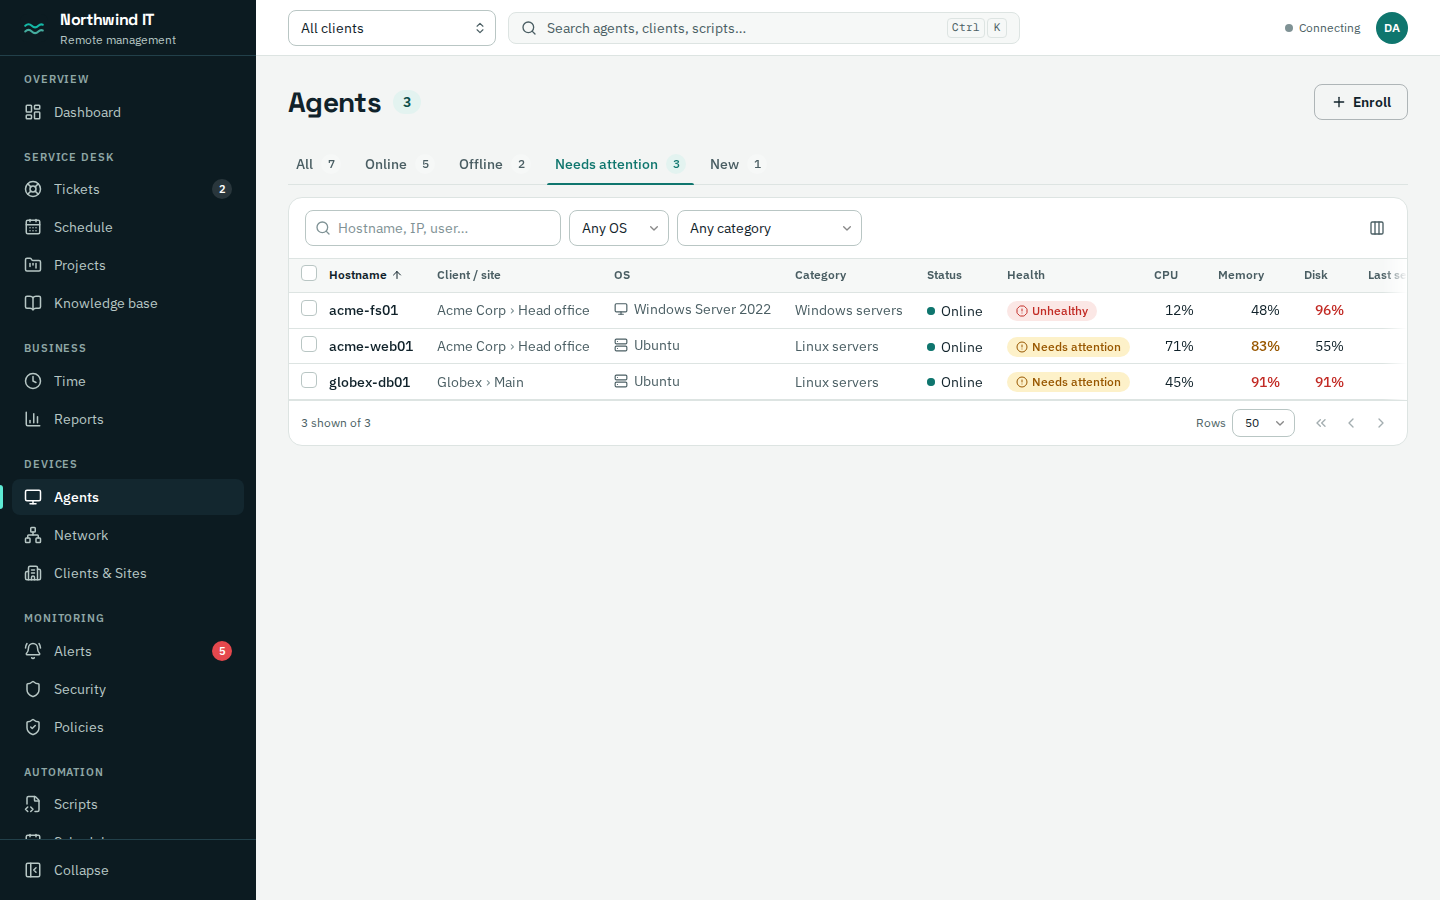 Northwind IT
Remote management
All clients
Search agents, clients, scripts...
Ctrl K
Connecting
DA
OVERVIEW
Dashboard
SERVICE DESK
Tickets 2
Schedule
Projects
Knowledge base
BUSINESS
Time
Reports
DEVICES
Agents
Network
Clients & Sites
MONITORING
Alerts 5
Security
Policies
AUTOMATION
Scripts
Collapse
Agents 3
Enroll
All 7 Online 5 Offline 2 Needs attention 3 New 1
Hostname, IP, user...
Any OS
Any category
Hostname Client / site OS Category Status Health CPU Memory Disk Last
acme-fs01 Acme Corp › Head office Windows Server 2022 Windows servers Online Unhealthy 12% 48% 96%
acme-web01 Acme Corp › Head office Ubuntu Linux servers Online Needs attention 71% 83% 55%
globex-db01 Globex › Main Ubuntu Linux servers Online Needs attention 45% 91% 91%
3 shown of 3
Rows 50